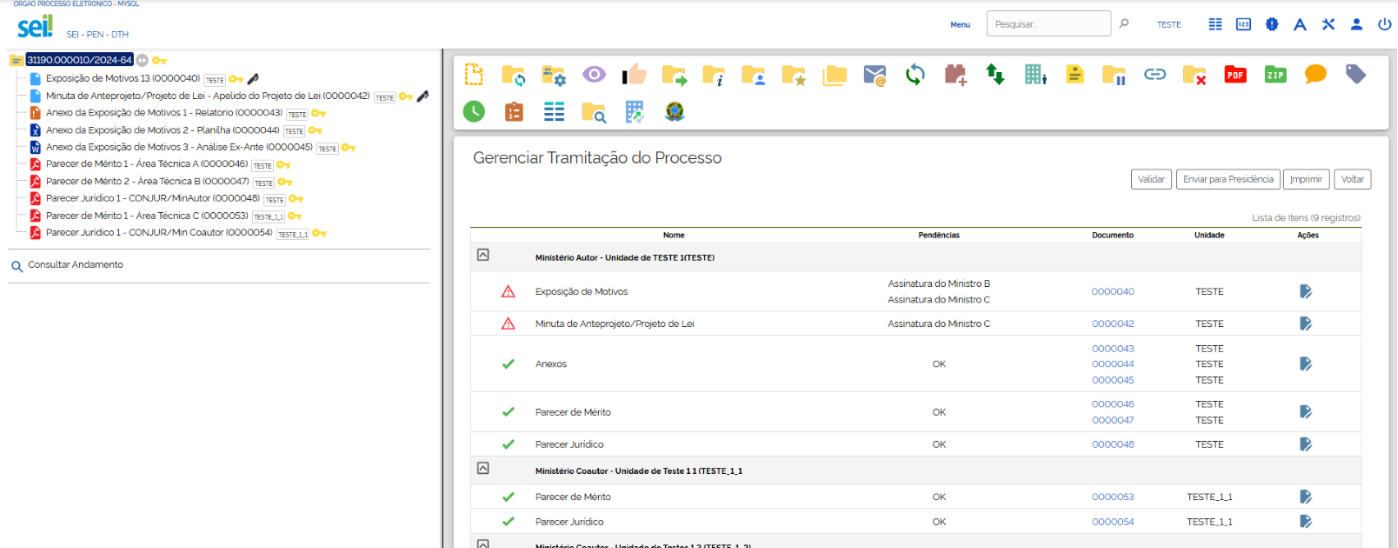 ORGAO PROCESSO ELETRONICO - MYSQL
sei!
SEI - PEN - DTH
Menu
Pesquisar...
TESTE
123
A
31190.000010/2024-64
Exposição de Motivos 13 (0000040) TESTE
Minuta de Anteprojeto/Projeto de Lei - Apelido do Projeto de Lei (0000042) TESTE
Anexo da Exposição de Motivos 1 - Relatorio (0000043) TESTE
Anexo da Exposição de Motivos 2 - Planilha (0000044) TESTE
Anexo da Exposição de Motivos 3 - Análise Ex-Ante (0000045) TESTE
Parecer de Mérito 1 - Área Técnica A (0000046) TESTE
Parecer de Mérito 2 - Área Técnica B (0000047) TESTE
Parecer Jurídico 1 - CONJUR/MinAutor (0000048) TESTE
Parecer de Mérito 1 - Área Técnica C (0000053) TESTE_1_1
Parecer Jurídico 1 - CONJUR/Min Coautor (0000054) TESTE_1_1
Consultar Andamento
PDF
ZIP
Gerenciar Tramitação do Processo
Validar Enviar para Presidência Imprimir Voltar
Lista de Itens (9 registros):
Nome Pendências Documento Unidade Ações
Ministério Autor - Unidade de TESTE 1(TESTE)
Exposição de Motivos Assinatura do Ministro B 0000040 TESTE
Assinatura do Ministro C
Minuta de Anteprojeto/Projeto de Lei Assinatura do Ministro C 0000042 TESTE
0000043 TESTE
Anexos OK 0000044 TESTE
0000045 TESTE
0000046 TESTE
Parecer de Mérito OK
0000047 TESTE
Parecer Jurídico OK 0000048 TESTE
Ministério Coautor - Unidade de Teste 1 1 (TESTE_1_1
Parecer de Mérito OK 0000053 TESTE_1_1
Parecer Jurídico OK 0000054 TESTE_1_1
Ministério Coautor - Unidade de Testes 1 2 (TESTE_1_2)